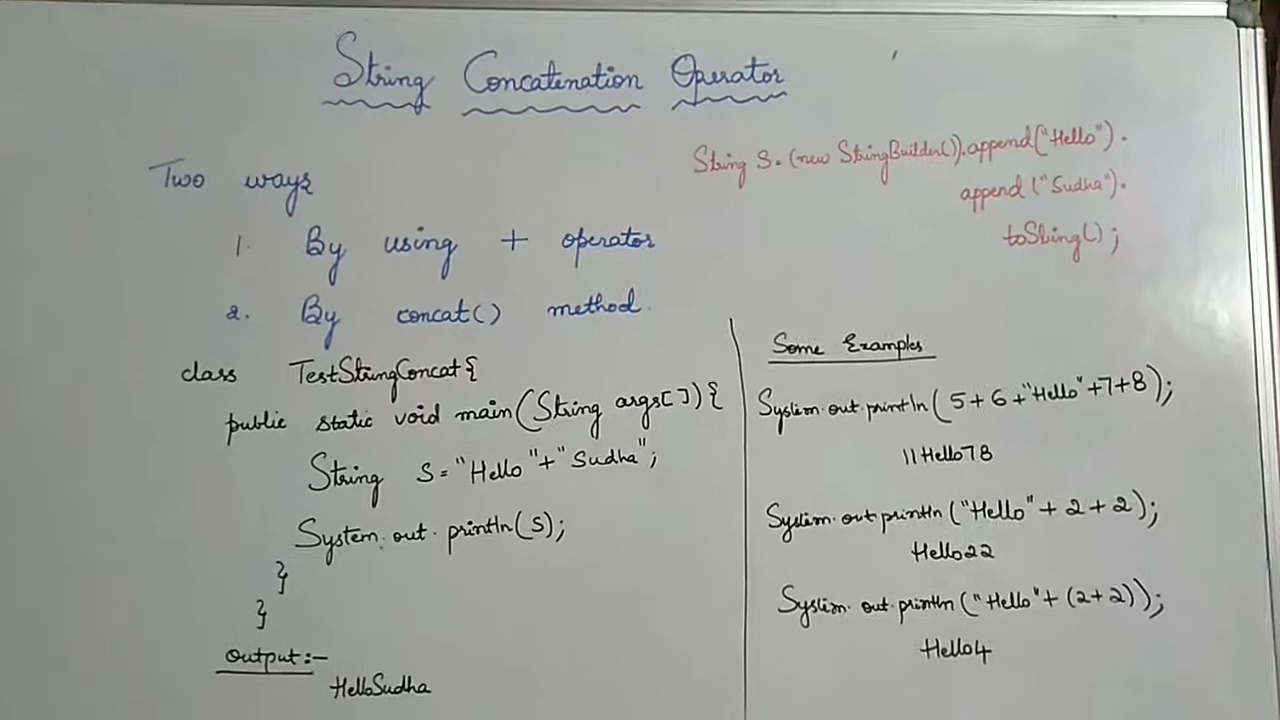 String Concatenation Operator
String S = (new StringBuilder()).append("Hello").
append ("Sudha").
toString();
Two ways
1. By using + operator
2. By concat() method.
class TestStringConcat{
public static void main(String args[]){
String S = "Hello"+"Sudha";
System.out.println(S);
}
}
Output:-
HelloSudha
Some Examples
System.out.println(5+6+"Hello"+7+8);
11Hello78
System.out.println("Hello"+2+2);
Hello22
System.out.println("Hello"+(2+2));
Hello4